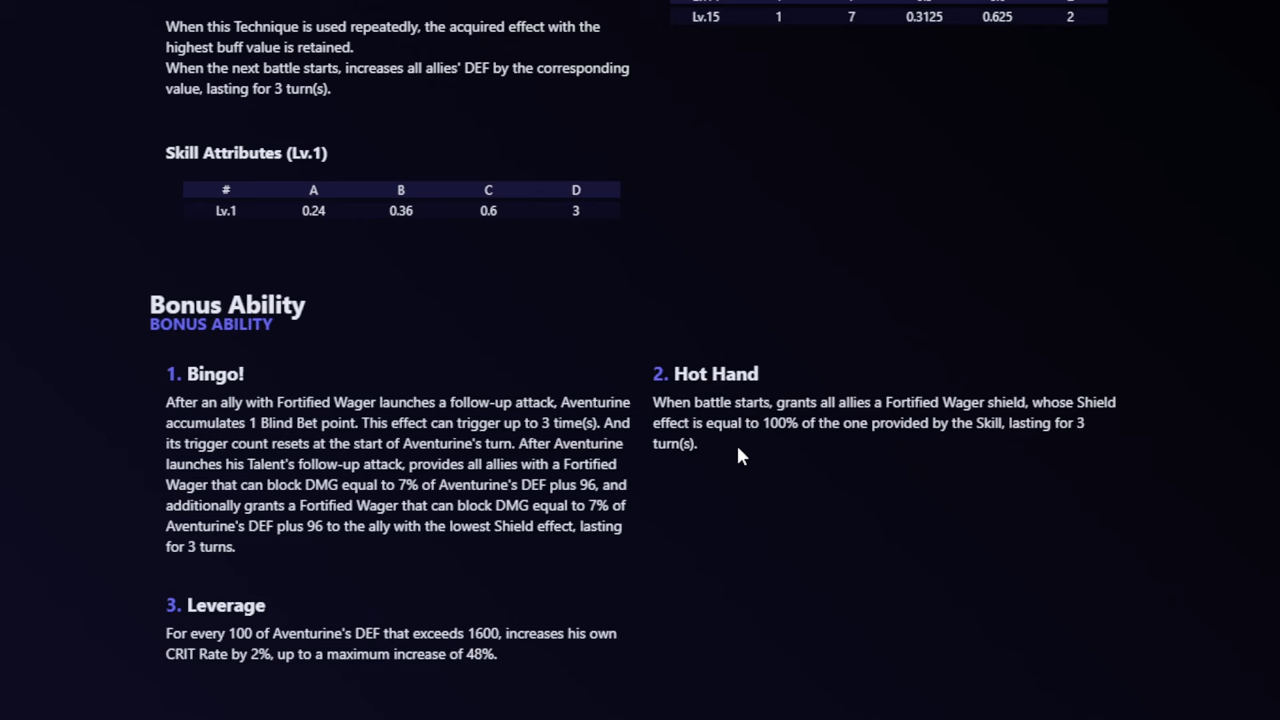 When this Technique is used repeatedly, the acquired effect with the
highest buff value is retained.
When the next battle starts, increases all allies' DEF by the corresponding
value, lasting for 3 turn(s).
Lv.15 1 7 0.3125 0.625 2
Skill Attributes (Lv.1)
# A B C D
Lv.1 0.24 0.36 0.6 3
Bonus Ability
BONUS ABILITY
1. Bingo!
After an ally with Fortified Wager launches a follow-up attack, Aventurine
accumulates 1 Blind Bet point. This effect can trigger up to 3 time(s). And
its trigger count resets at the start of Aventurine's turn. After Aventurine
launches his Talent's follow-up attack, provides all allies with a Fortified
Wager that can block DMG equal to 7% of Aventurine's DEF plus 96, and
additionally grants a Fortified Wager that can block DMG equal to 7% of
Aventurine's DEF plus 96 to the ally with the lowest Shield effect, lasting
for 3 turns.
2. Hot Hand
When battle starts, grants all allies a Fortified Wager shield, whose Shield
effect is equal to 100% of the one provided by the Skill, lasting for 3
turn(s).
3. Leverage
For every 100 of Aventurine's DEF that exceeds 1600, increases his own
CRIT Rate by 2%, up to a maximum increase of 48%.